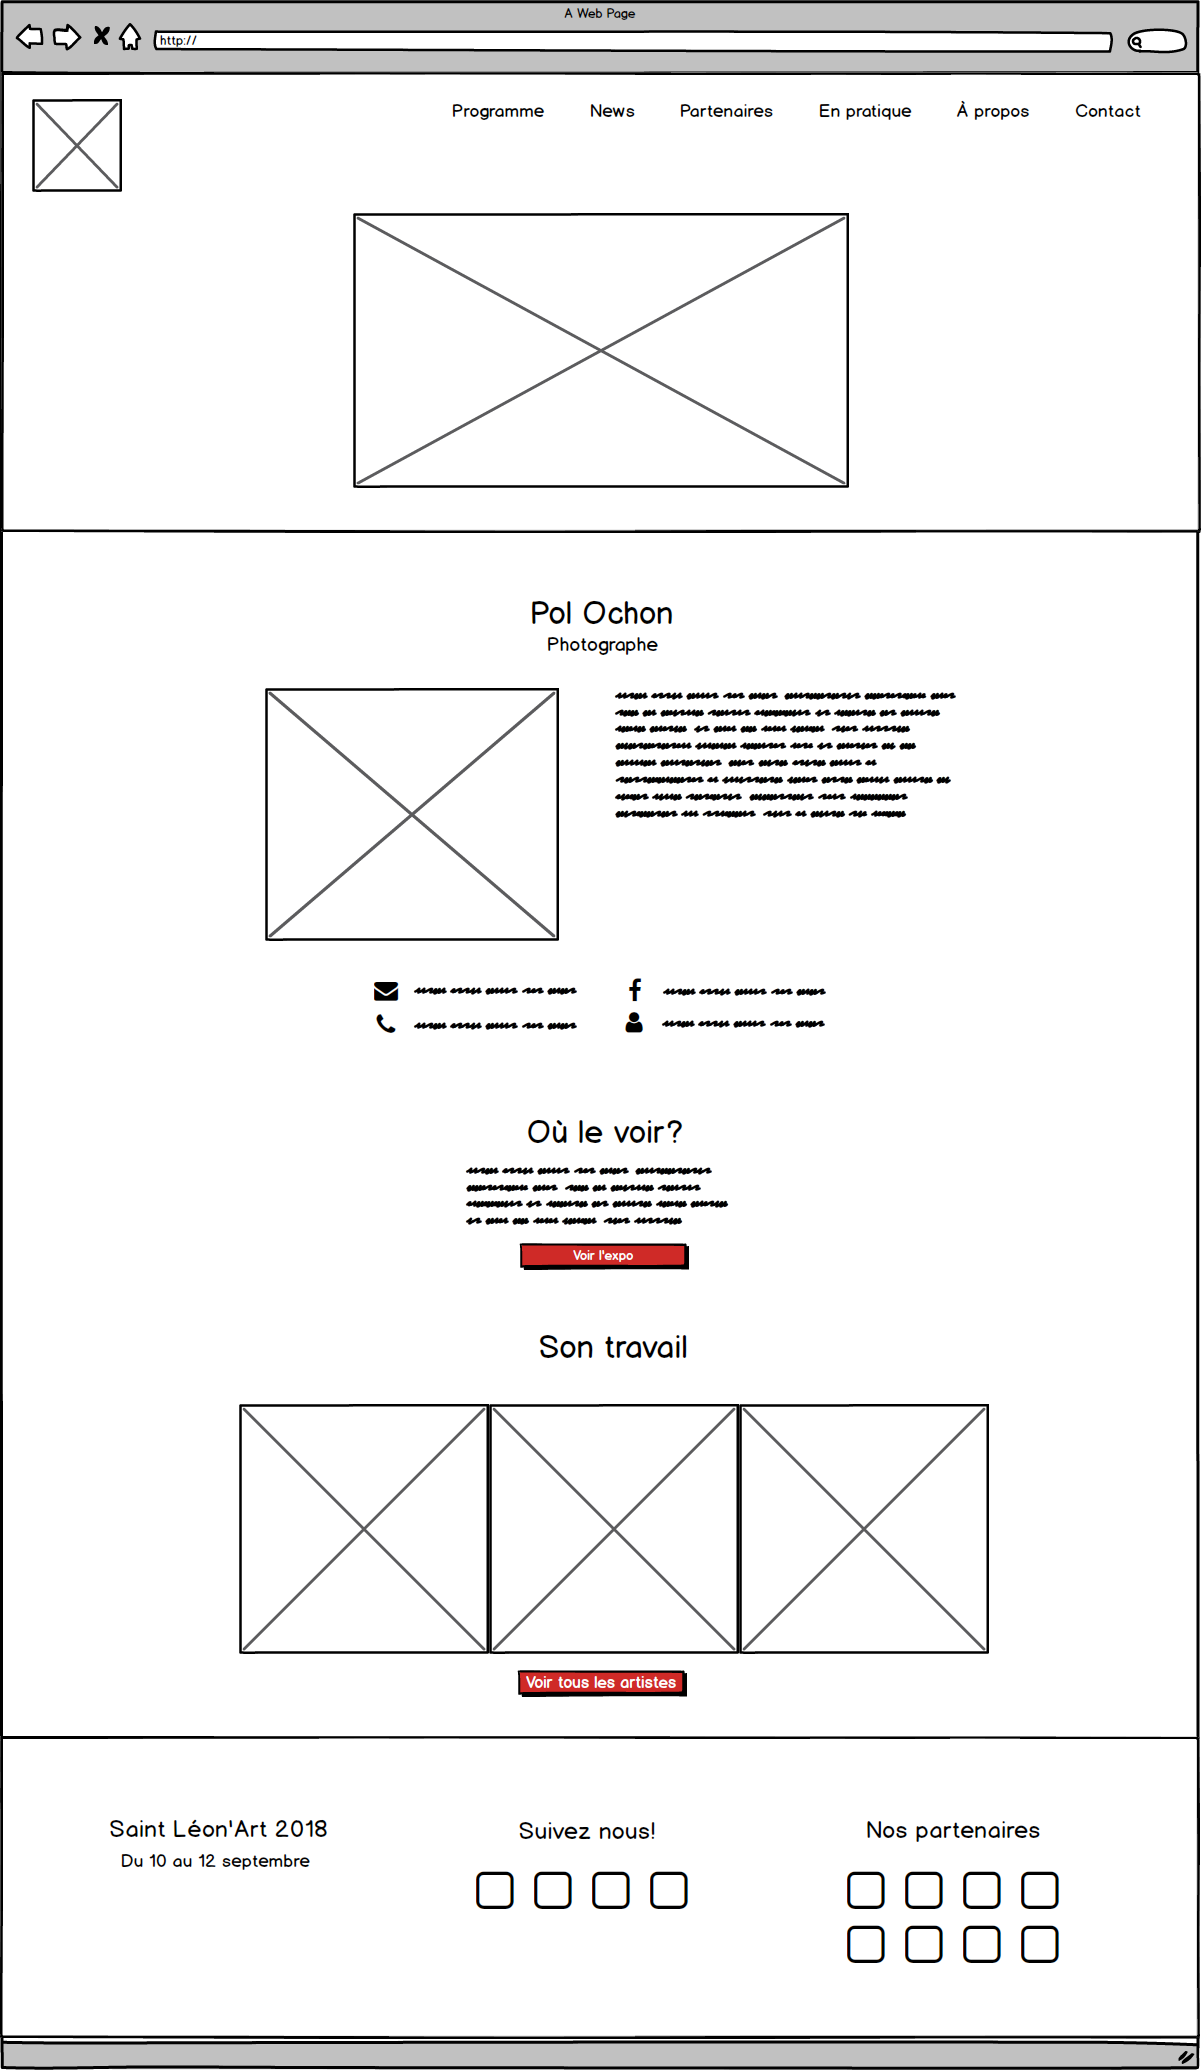 A Web Page
http://
Programme News Partenaires En pratique À propos Contact
Pol Ochon
Photographe
Où le voir?
Voir l'expo
Son travail
Voir tous les artistes
Saint Léon'Art 2018
Du 10 au 12 septembre
Suivez nous!
Nos partenaires